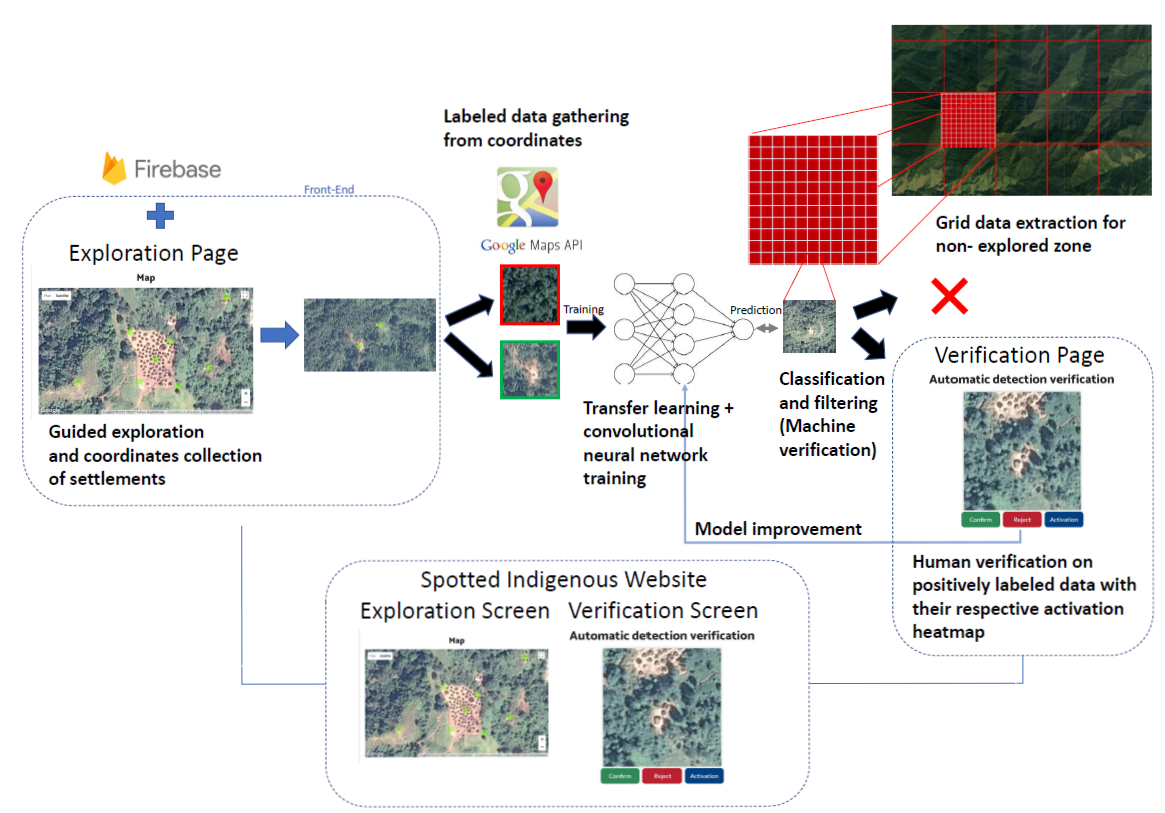 Firebase
Front-End
Exploration Page
Map
Guided exploration
and coordinates collection
of settlements
Labeled data gathering
from coordinates
Google Maps API
Training
Transfer learning +
convolutional
neural network
training
Prediction
Classification
and filtering
(Machine
verification)
Grid data extraction for
non- explored zone
Verification Page
Automatic detection verification
Confirm
Reject
Activation
Human verification on
positively labeled data with
their respective activation
heatmap
Model improvement
Spotted Indigenous Website
Exploration Screen
Verification Screen
Map
Automatic detection verification
Confirm
Reject
Activation